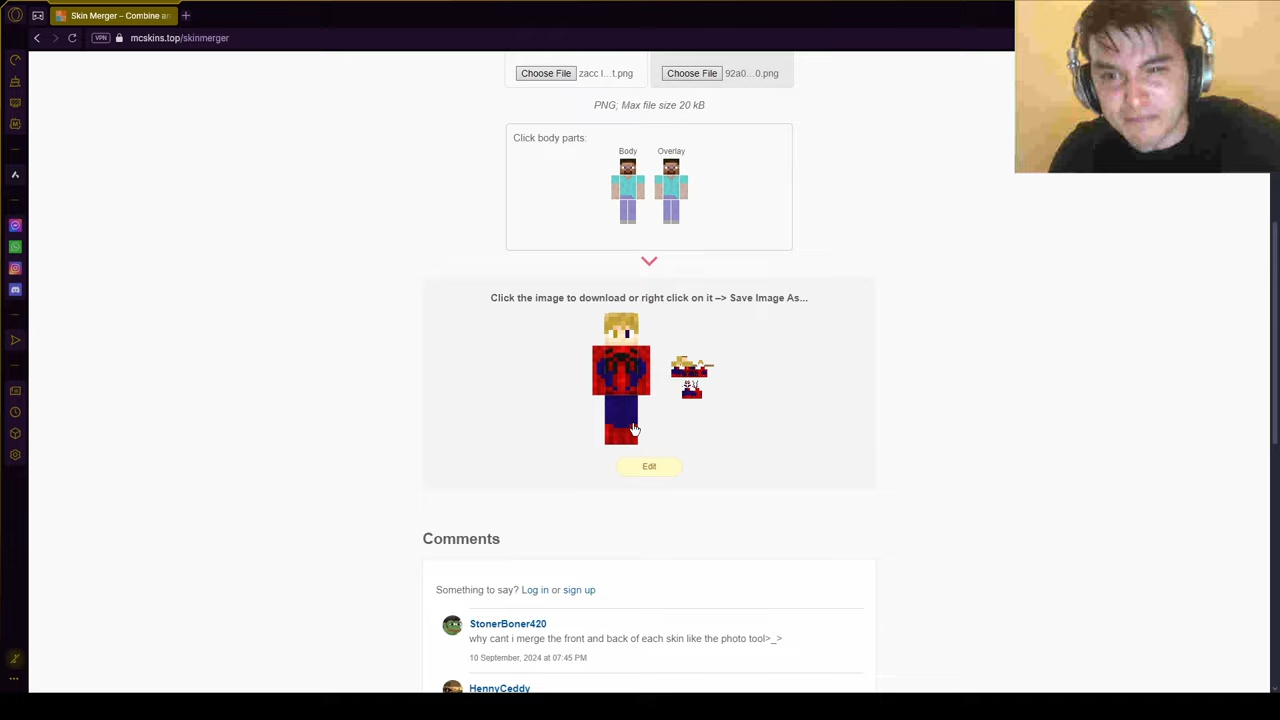 Skin Merger – Combine an
VPN
mcskins.top/skinmerger
Choose File zacc l...t.png
Choose File 92a0...0.png
PNG; Max file size 20 kB
Click body parts:
Body Overlay
Click the image to download or right click on it –> Save Image As...
Edit
Comments
Something to say? Log in or sign up
StonerBoner420
why cant i merge the front and back of each skin like the photo tool>_>
10 September, 2024 at 07:45 PM
HennyCeddy